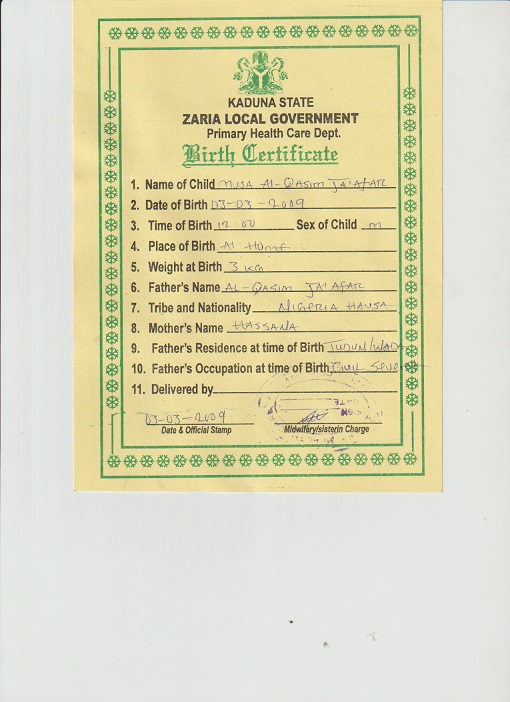 KADUNA STATE
ZARIA LOCAL GOVERNMENT
Primary Health Care Dept.
Birth Certificate
1. Name of Child MUSA AL-QASIM JA'AFAR
2. Date of Birth 03-03-2009
3. Time of Birth 12:00 Sex of Child M
4. Place of Birth At Home
5. Weight at Birth 3 KG
6. Father's Name AL-QASIM JA'AFAR
7. Tribe and Nationality NIGERIA HAUSA
8. Mother's Name HASSANA
9. Father's Residence at time of Birth TUDUN/WADA
10. Father's Occupation at time of Birth CIVIL
11. Delivered by
03-03-2009
Date & Official Stamp Midwifery/sisterin Charge